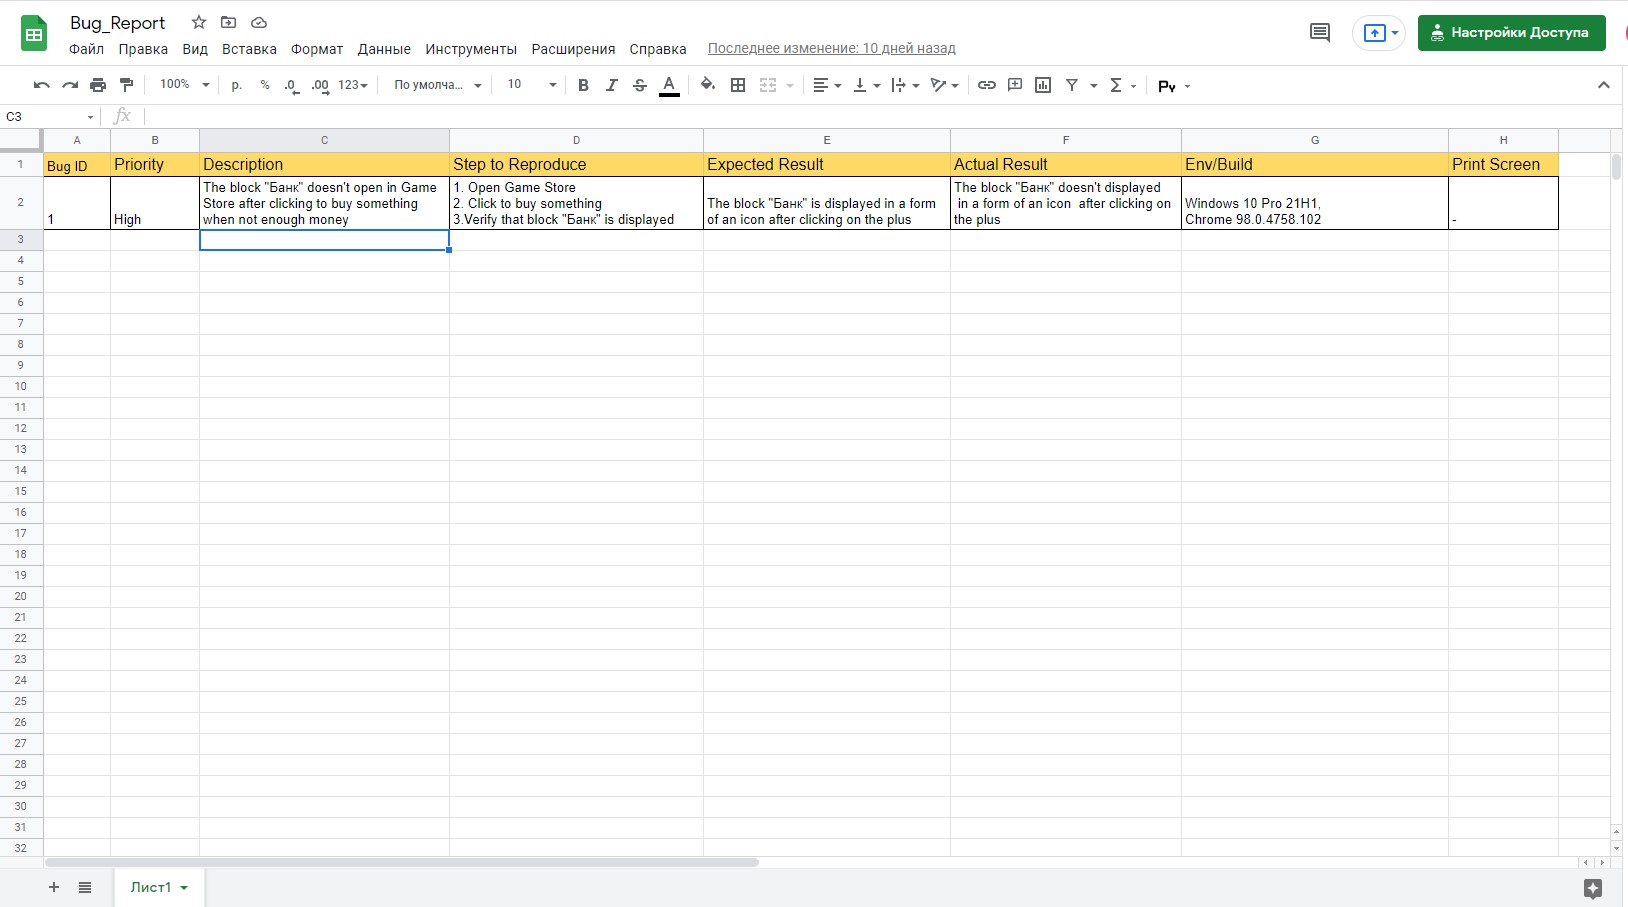 Bug_Report
Файл Правка Вид Вставка Формат Данные Инструменты Расширения Справка Последнее изменение: 10 дней назад
Настройки Доступа
100% р. % .0 .00 123 По умолча... 10 B I S A Σ Ру
C3 fx
A B C D E F G H
1 Bug ID Priority Description Step to Reproduce Expected Result Actual Result Env/Build Print Screen
2
1
High
The block "Банк" doesn't open in Game
Store after clicking to buy something
when not enough money
1. Open Game Store
2. Click to buy something
3.Verify that block "Банк" is displayed
The block "Банк" is displayed in a form
of an icon after clicking on the plus
The block "Банк" doesn't displayed
in a form of an icon after clicking on
the plus
Windows 10 Pro 21H1,
Chrome 98.0.4758.102
-
3
4
5
6
7
8
9
10
11
12
13
14
15
16
17
18
19
20
21
22
23
24
25
26
27
28
29
30
31
32
Лист1